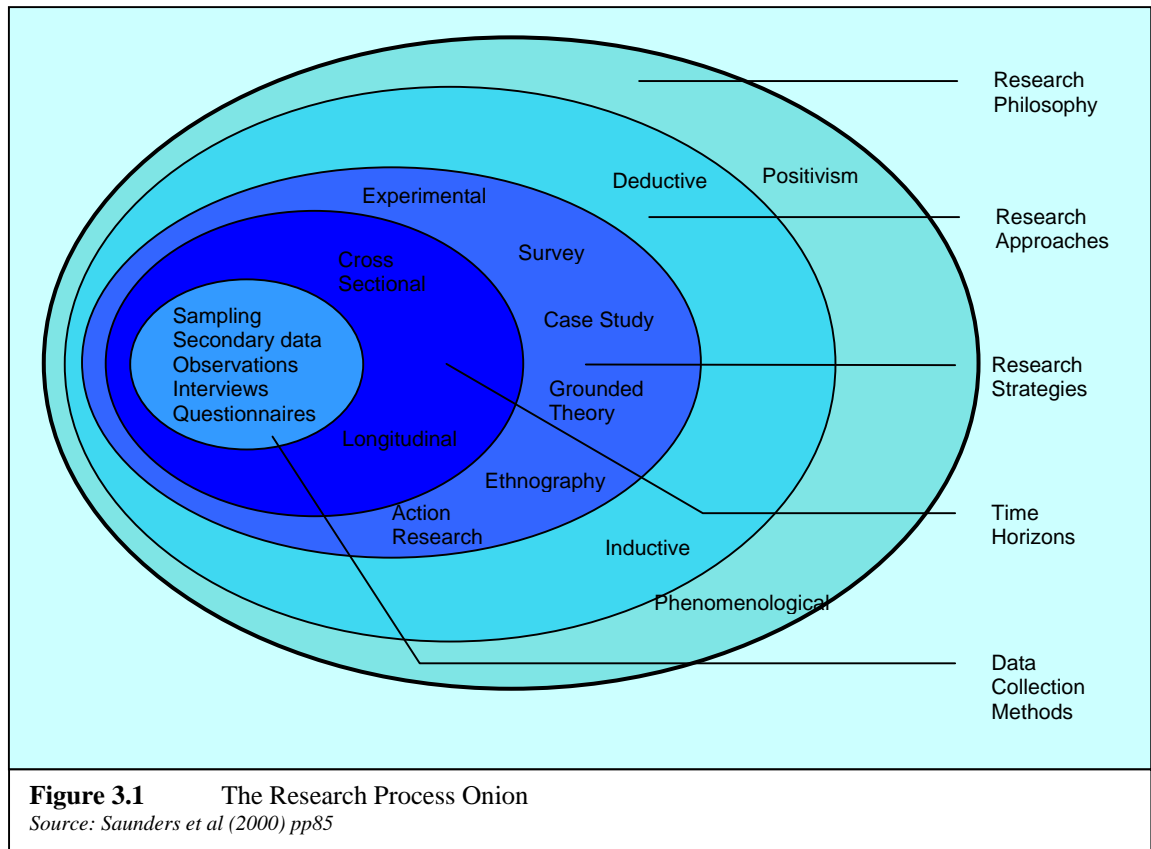 Research
Philosophy
Positivism
Deductive
Research
Approaches
Experimental
Survey
Cross
Sectional
Case Study
Sampling
Secondary data
Observations
Interviews
Questionnaires
Research
Strategies
Grounded
Theory
Longitudinal
Ethnography
Action
Research
Time
Horizons
Inductive
Phenomenological
Data
Collection
Methods
Figure 3.1 The Research Process Onion
Source: Saunders et al (2000) pp85